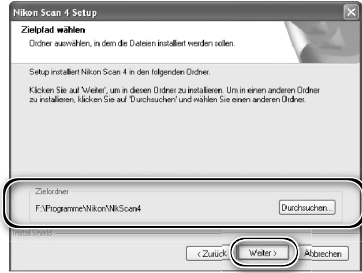 Nikon Scan 4 Setup
Zielpfad wählen
Ordner auswählen, in dem die Dateien installiert werden sollen.
Setup installiert Nikon Scan 4 in den folgenden Ordner.
Klicken Sie auf 'Weiter', um in diesen Ordner zu installieren. Um in einen anderen Ordner
zu installieren, klicken Sie auf 'Durchsuchen' und wählen Sie einen anderen Ordner.
Zielordner
F:\Programme\Nikon\NkScan4
Durchsuchen...
InstallShield
< Zurück
Weiter >
Abbrechen